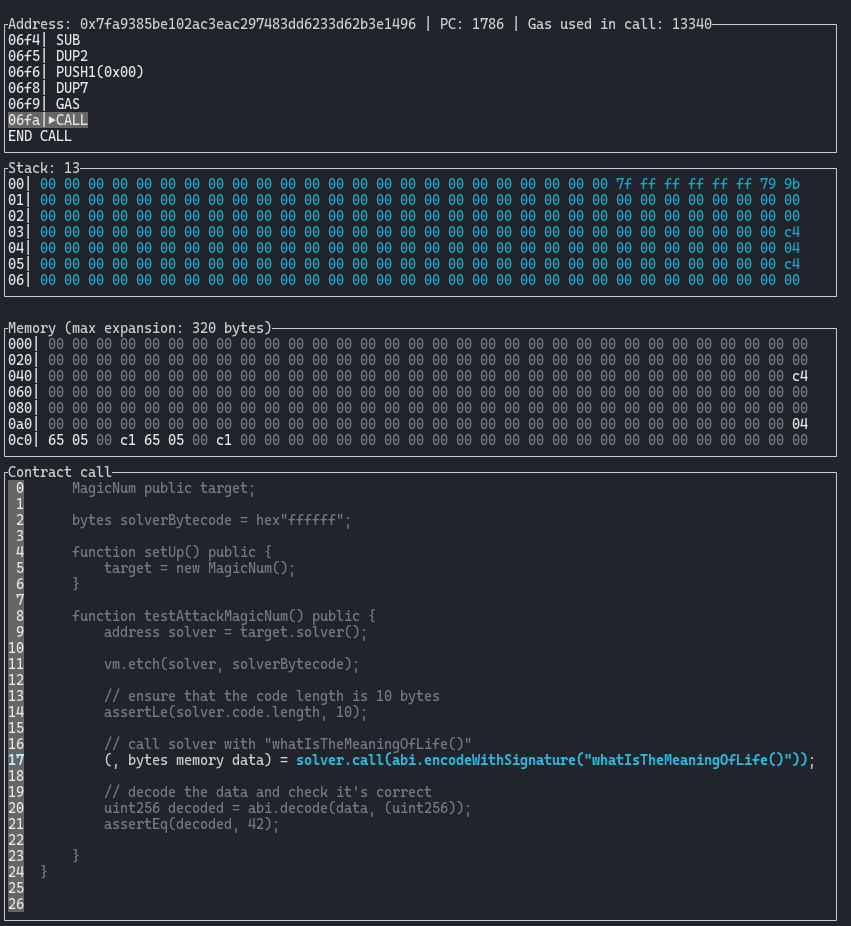 Address: 0x7fa9385be102ac3eac297483dd6233d62b3e1496 | PC: 1786 | Gas used in call: 13340
06f4| SUB
06f5| DUP2
06f6| PUSH1(0x00)
06f8| DUP7
06f9| GAS
06fa|▶CALL
END CALL
Stack: 13
00| 00 00 00 00 00 00 00 00 00 00 00 00 00 00 00 00 00 00 00 00 00 00 00 00 7f ff ff ff ff ff 79 9b
01| 00 00 00 00 00 00 00 00 00 00 00 00 00 00 00 00 00 00 00 00 00 00 00 00 00 00 00 00 00 00 00 00
02| 00 00 00 00 00 00 00 00 00 00 00 00 00 00 00 00 00 00 00 00 00 00 00 00 00 00 00 00 00 00 00 00
03| 00 00 00 00 00 00 00 00 00 00 00 00 00 00 00 00 00 00 00 00 00 00 00 00 00 00 00 00 00 00 00 c4
04| 00 00 00 00 00 00 00 00 00 00 00 00 00 00 00 00 00 00 00 00 00 00 00 00 00 00 00 00 00 00 00 04
05| 00 00 00 00 00 00 00 00 00 00 00 00 00 00 00 00 00 00 00 00 00 00 00 00 00 00 00 00 00 00 00 c4
06| 00 00 00 00 00 00 00 00 00 00 00 00 00 00 00 00 00 00 00 00 00 00 00 00 00 00 00 00 00 00 00 00
Memory (max expansion: 320 bytes)
000| 00 00 00 00 00 00 00 00 00 00 00 00 00 00 00 00 00 00 00 00 00 00 00 00 00 00 00 00 00 00 00 00
020| 00 00 00 00 00 00 00 00 00 00 00 00 00 00 00 00 00 00 00 00 00 00 00 00 00 00 00 00 00 00 00 00
040| 00 00 00 00 00 00 00 00 00 00 00 00 00 00 00 00 00 00 00 00 00 00 00 00 00 00 00 00 00 00 00 c4
060| 00 00 00 00 00 00 00 00 00 00 00 00 00 00 00 00 00 00 00 00 00 00 00 00 00 00 00 00 00 00 00 00
080| 00 00 00 00 00 00 00 00 00 00 00 00 00 00 00 00 00 00 00 00 00 00 00 00 00 00 00 00 00 00 00 00
0a0| 00 00 00 00 00 00 00 00 00 00 00 00 00 00 00 00 00 00 00 00 00 00 00 00 00 00 00 00 00 00 00 04
0c0| 65 05 00 c1 65 05 00 c1 00 00 00 00 00 00 00 00 00 00 00 00 00 00 00 00 00 00 00 00 00 00 00 00
Contract call
0 MagicNum public target;
1
2 bytes solverBytecode = hex"ffffff";
3
4 function setUp() public {
5 target = new MagicNum();
6 }
7
8 function testAttackMagicNum() public {
9 address solver = target.solver();
10
11 vm.etch(solver, solverBytecode);
12
13 // ensure that the code length is 10 bytes
14 assertLe(solver.code.length, 10);
15
16 // call solver with "whatIsTheMeaningOfLife()"
17 (, bytes memory data) = solver.call(abi.encodeWithSignature("whatIsTheMeaningOfLife()"));
18
19 // decode the data and check it's correct
20 uint256 decoded = abi.decode(data, (uint256));
21 assertEq(decoded, 42);
22
23 }
24 }
25
26